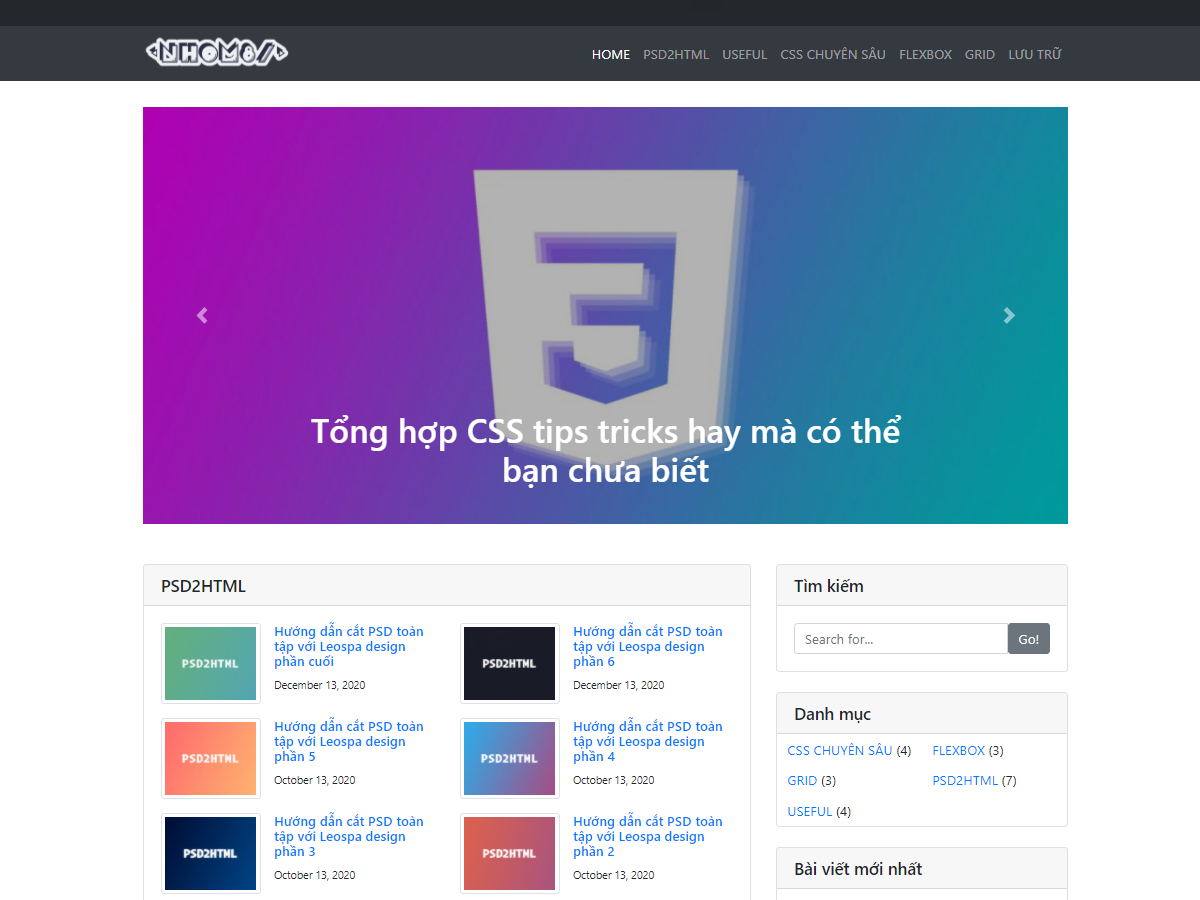 <NHOM8/>
HOME PSD2HTML USEFUL CSS CHUYÊN SÂU FLEXBOX GRID LƯU TRỮ
Tổng hợp CSS tips tricks hay mà có thể
bạn chưa biết
PSD2HTML
PSD2HTML
Hướng dẫn cắt PSD toàn
tập với Leospa design
phần cuối
December 13, 2020
PSD2HTML
Hướng dẫn cắt PSD toàn
tập với Leospa design
phần 6
December 13, 2020
PSD2HTML
Hướng dẫn cắt PSD toàn
tập với Leospa design
phần 5
October 13, 2020
PSD2HTML
Hướng dẫn cắt PSD toàn
tập với Leospa design
phần 4
October 13, 2020
PSD2HTML
Hướng dẫn cắt PSD toàn
tập với Leospa design
phần 3
October 13, 2020
PSD2HTML
Hướng dẫn cắt PSD toàn
tập với Leospa design
phần 2
October 13, 2020
Tìm kiếm
Search for... Go!
Danh mục
CSS CHUYÊN SÂU (4) FLEXBOX (3)
GRID (3) PSD2HTML (7)
USEFUL (4)
Bài viết mới nhất